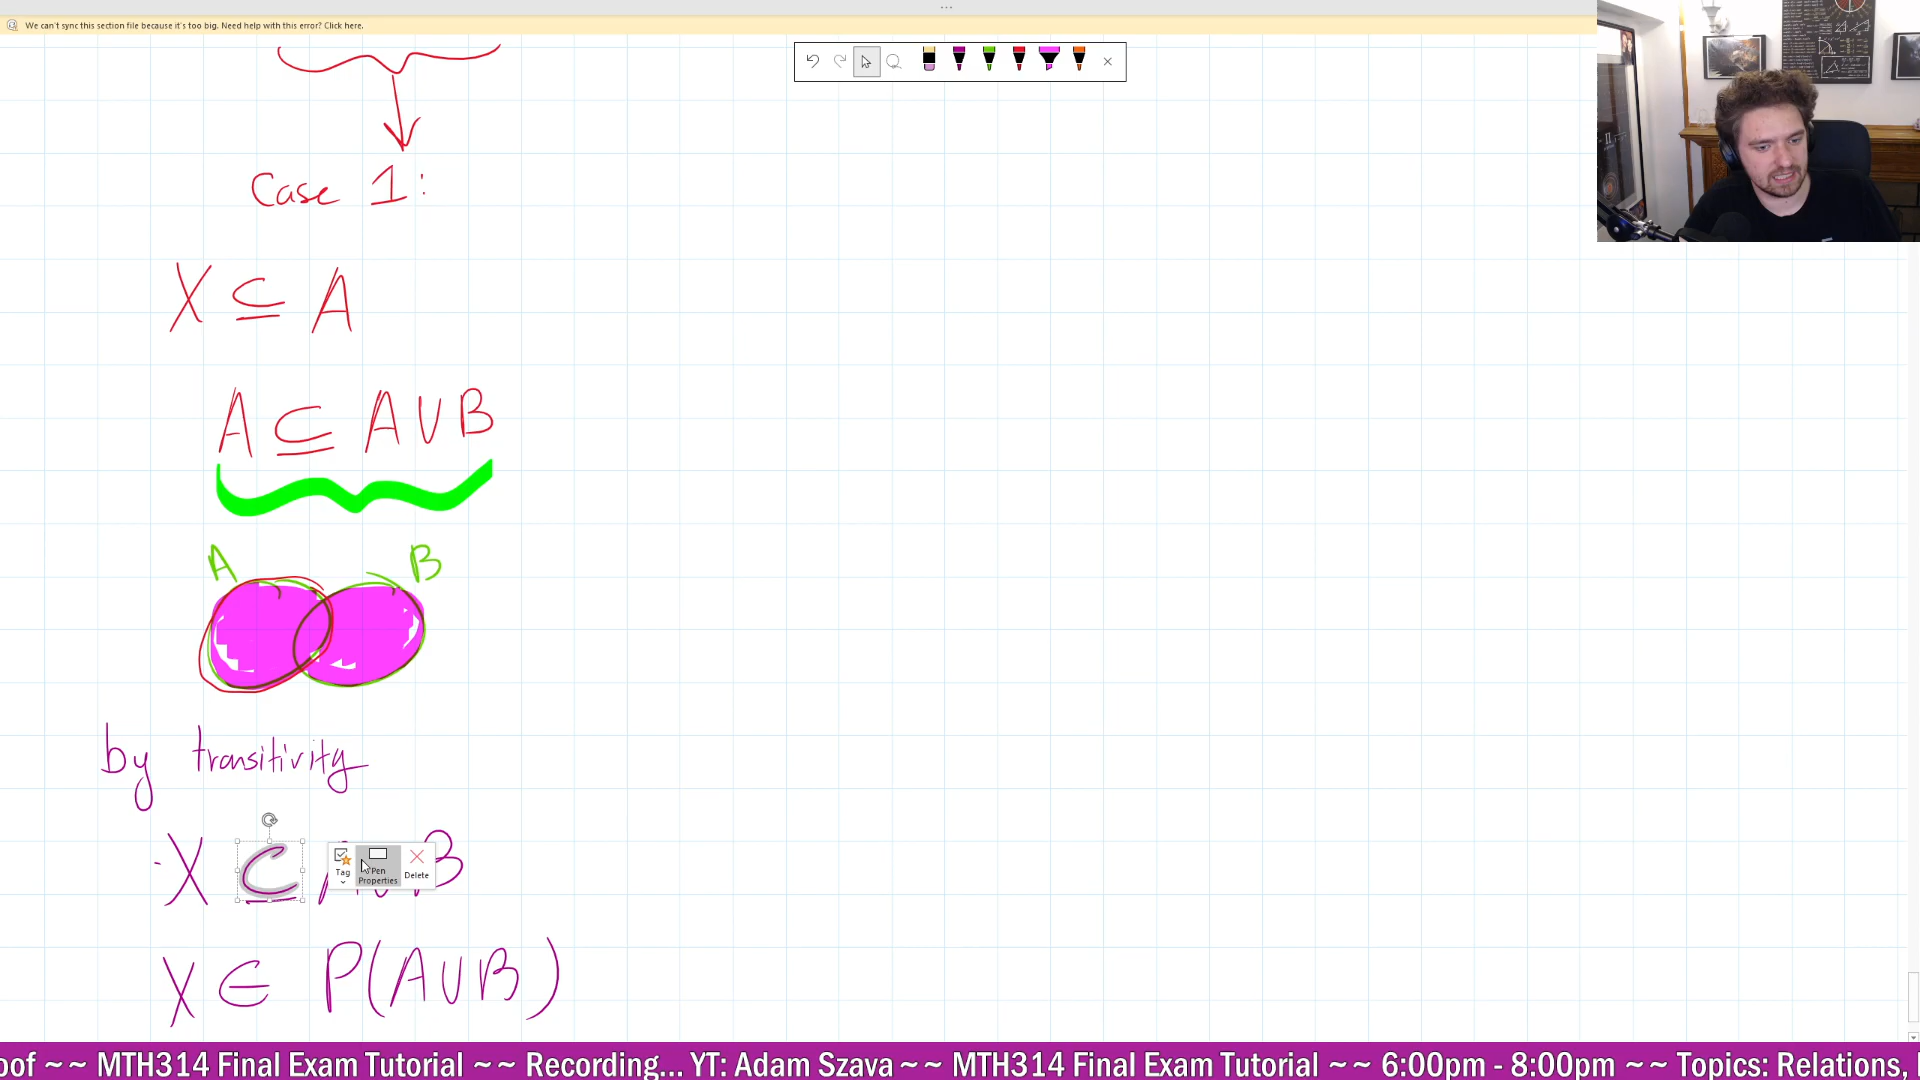 We can't sync this section file because it's too big. Need help with this error? Click here.
Case 1:
X ⊆ A
A ⊆ A ∪ B
A B
by transitivity
X ⊆ A ∪ B
Tag
Pen Properties
Delete
X ∈ P(A ∪ B)
oof ~~ MTH314 Final Exam Tutorial ~~ Recording... YT: Adam Szava ~~ MTH314 Final Exam Tutorial ~~ 6:00pm - 8:00pm ~~ Topics: Relations,